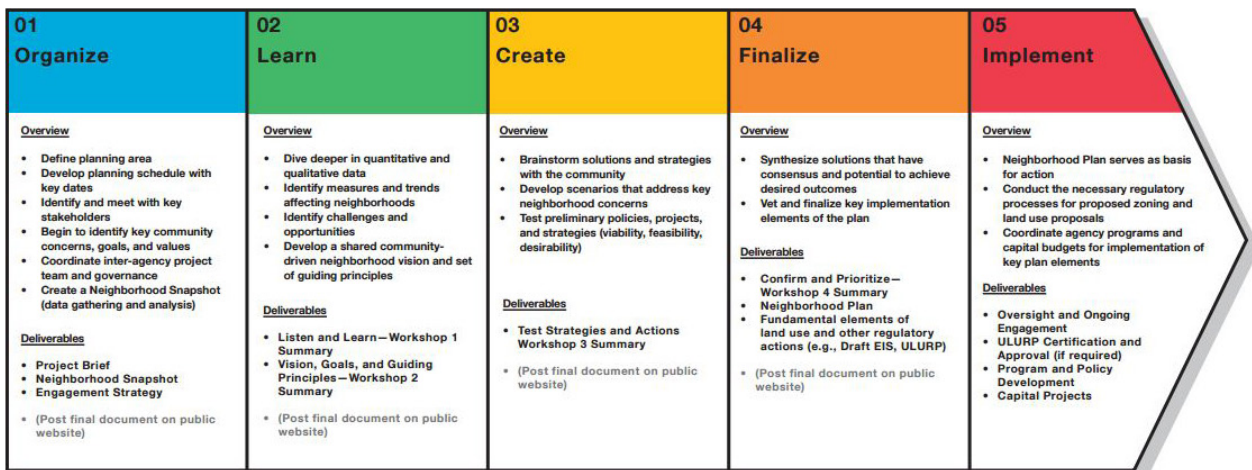 01
Organize
Overview
• Define planning area
• Develop planning schedule with
key dates
• Identify and meet with key
stakeholders
• Begin to identify key community
concerns, goals, and values
• Coordinate inter-agency project
team and governance
• Create a Neighborhood Snapshot
(data gathering and analysis)
Deliverables
• Project Brief
• Neighborhood Snapshot
• Engagement Strategy
• (Post final document on public
website)
02
Learn
Overview
• Dive deeper in quantitative and
qualitative data
• Identify measures and trends
affecting neighborhoods
• Identify challenges and
opportunities
• Develop a shared community-
driven neighborhood vision and set
of guiding principles
Deliverables
• Listen and Learn—Workshop 1
Summary
• Vision, Goals, and Guiding
Principles—Workshop 2
Summary
• (Post final document on public
website)
03
Create
Overview
• Brainstorm solutions and strategies
with the community
• Develop scenarios that address key
neighborhood concerns
• Test preliminary policies, projects,
and strategies (viability, feasibility,
desirability)
Deliverables
• Test Strategies and Actions
Workshop 3 Summary
• (Post final document on public
website)
04
Finalize
Overview
• Synthesize solutions that have
consensus and potential to achieve
desired outcomes
• Vet and finalize key implementation
elements of the plan
Deliverables
• Confirm and Prioritize—
Workshop 4 Summary
• Neighborhood Plan
• Fundamental elements of
land use and other regulatory
actions (e.g., Draft EIS, ULURP)
• (Post final document on public
website)
05
Implement
Overview
• Neighborhood Plan serves as basis
for action
• Conduct the necessary regulatory
processes for proposed zoning and
land use proposals
• Coordinate agency programs and
capital budgets for implementation of
key plan elements
Deliverables
• Oversight and Ongoing
Engagement
• ULURP Certification and
Approval (if required)
• Program and Policy
Development
• Capital Projects